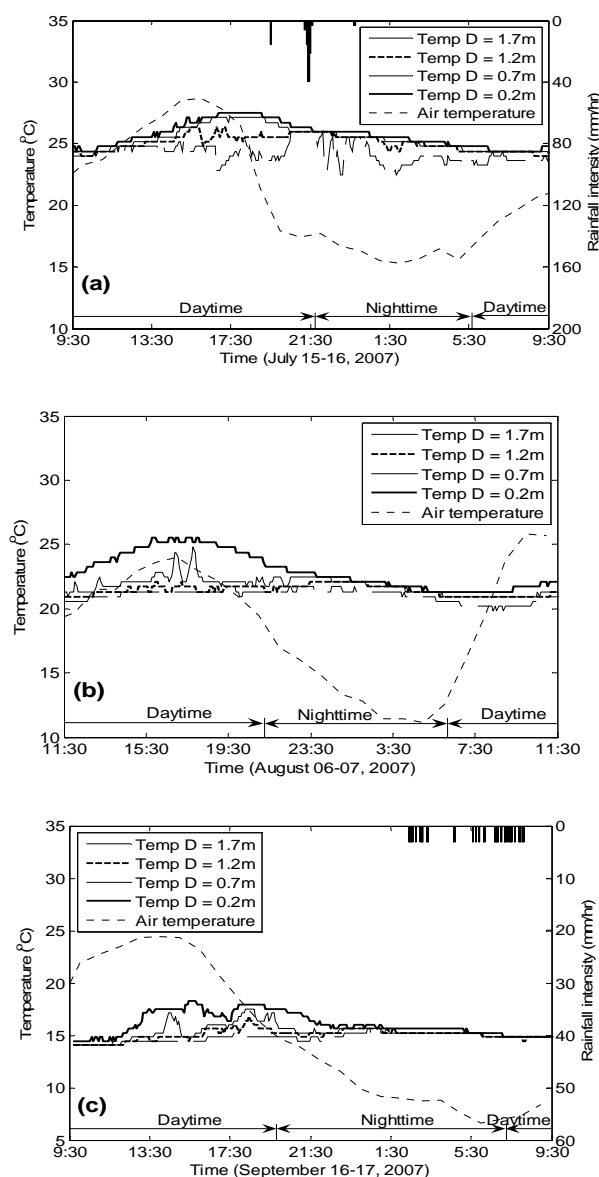 35
30
25
20
15
10
Temperature (°C)
0
40
80
120
160
200
Rainfall intensity (mm/hr)
Temp D = 1.7m
Temp D = 1.2m
Temp D = 0.7m
Temp D = 0.2m
Air temperature
(a)
Daytime
Nighttime
Daytime
9:30 13:30 17:30 21:30 1:30 5:30 9:30
Time (July 15-16, 2007)
35
30
25
20
15
10
Temperature (°C)
Temp D = 1.7m
Temp D = 1.2m
Temp D = 0.7m
Temp D = 0.2m
Air temperature
(b)
Daytime
Nighttime
Daytime
11:30 15:30 19:30 23:30 3:30 7:30 11:30
Time (August 06-07, 2007)
35
30
25
20
15
10
5
Temperature (°C)
0
10
20
30
40
50
60
Rainfall intensity (mm/hr)
Temp D = 1.7m
Temp D = 1.2m
Temp D = 0.7m
Temp D = 0.2m
Air temperature
(c)
Daytime
Nighttime
Daytime
9:30 13:30 17:30 21:30 1:30 5:30 9:30
Time (September 16-17, 2007)